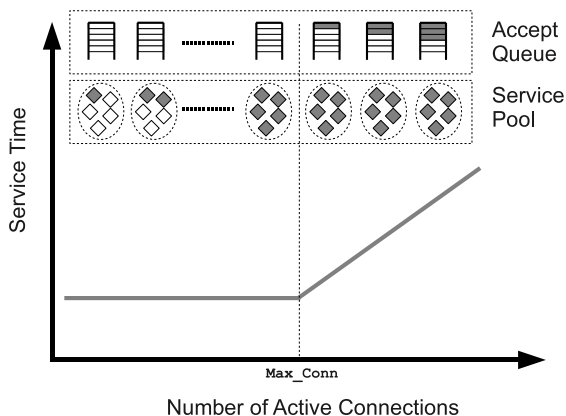 Accept
Queue
Service
Pool
Service Time
Max_Conn
Number of Active Connections